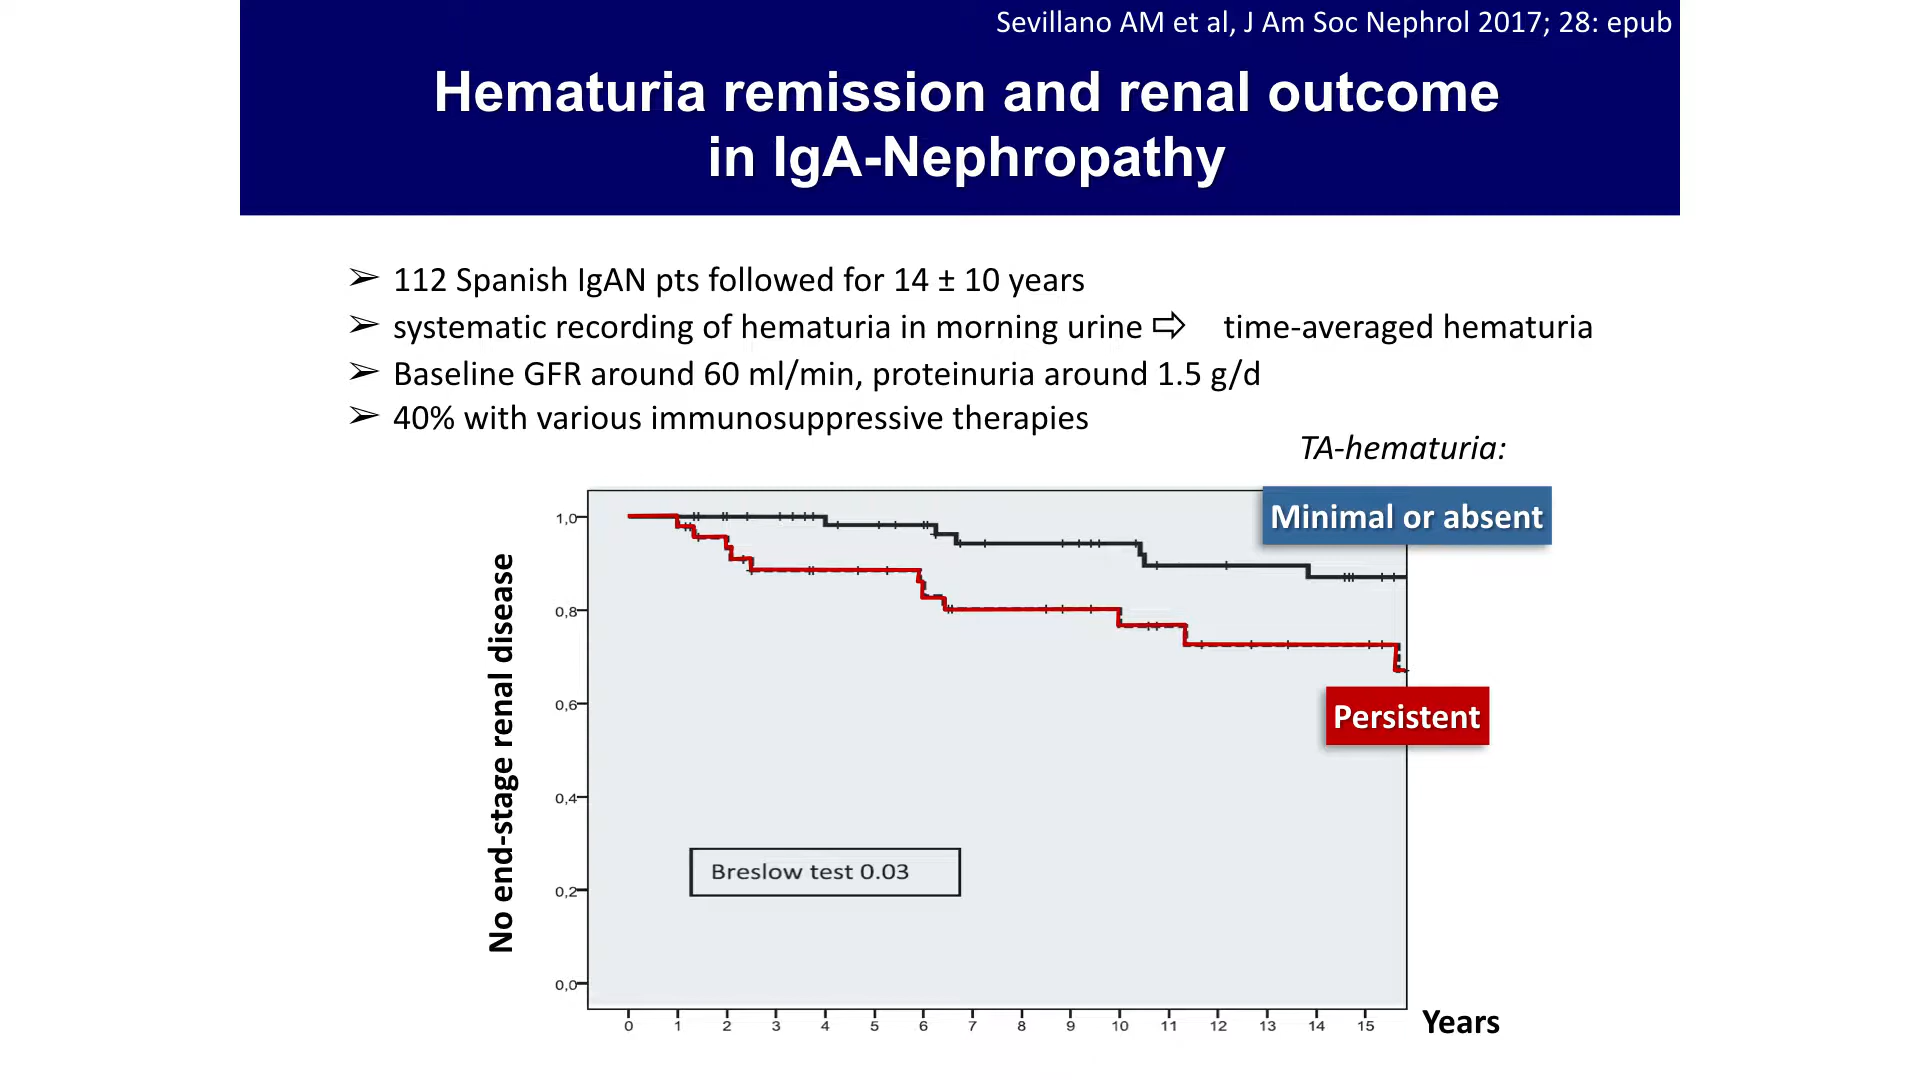 Sevillano AM et al, J Am Soc Nephrol 2017; 28: epub
Hematuria remission and renal outcome
in IgA-Nephropathy
➢ 112 Spanish IgAN pts followed for 14 ± 10 years
➢ systematic recording of hematuria in morning urine ⇨ time-averaged hematuria
➢ Baseline GFR around 60 ml/min, proteinuria around 1.5 g/d
➢ 40% with various immunosuppressive therapies
TA-hematuria:
Minimal or absent
Persistent
No end-stage renal disease
1,0
0,8
0,6
0,4
0,2
0,0
Breslow test 0.03
0 1 2 3 4 5 6 7 8 9 10 11 12 13 14 15
Years